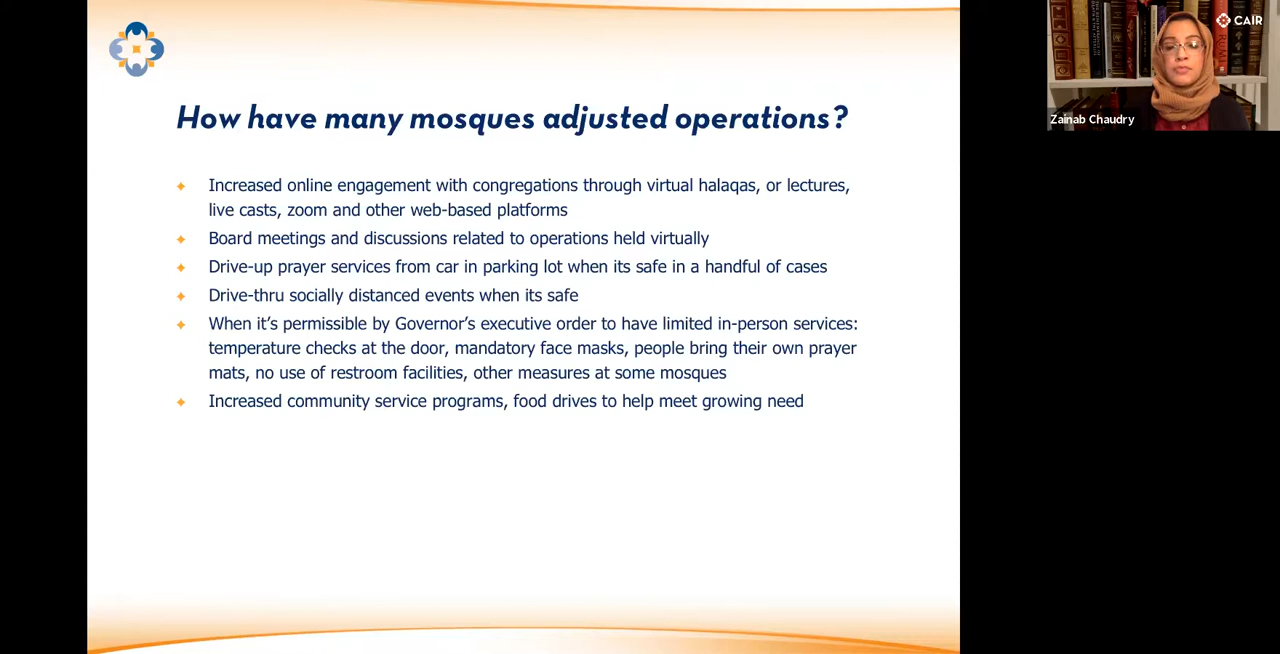 How have many mosques adjusted operations?
Increased online engagement with congregations through virtual halaqas, or lectures,
live casts, zoom and other web-based platforms
Board meetings and discussions related to operations held virtually
Drive-up prayer services from car in parking lot when its safe in a handful of cases
Drive-thru socially distanced events when its safe
When it’s permissible by Governor’s executive order to have limited in-person services:
temperature checks at the door, mandatory face masks, people bring their own prayer
mats, no use of restroom facilities, other measures at some mosques
Increased community service programs, food drives to help meet growing need
CAIR
RUMI
Zainab Chaudry